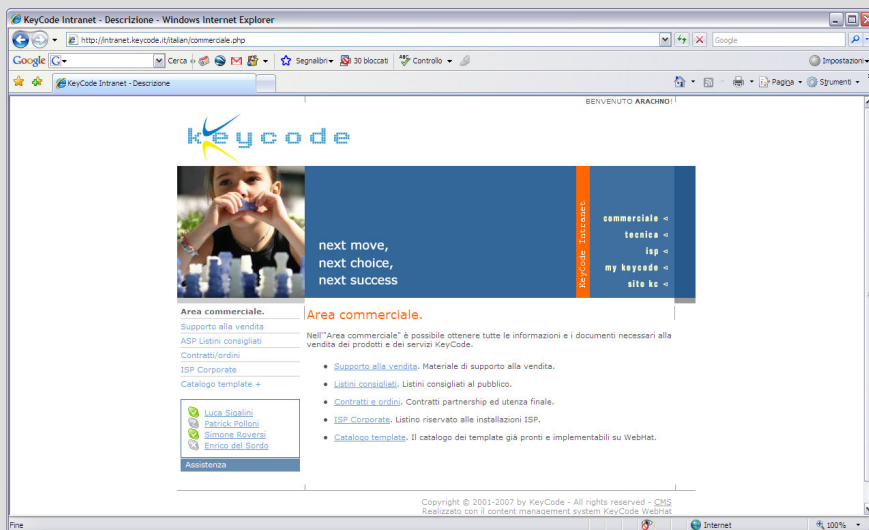 KeyCode Intranet - Descrizione - Windows Internet Explorer
http://intranet.keycode.it/italian/commerciale.php
Google
Google G
Cerca
Segnalibri
30 bloccati
ABC
Controllo
Impostazioni
KeyCode Intranet - Descrizione
Pagina
Strumenti
BENVENUTO ARACHNO!
keycode
next move,
next choice,
next success
KeyCode Intranet
commerciale
tecnica
isp
my keycode
site kc
Area commerciale.
Supporto alla vendita
ASP Listini consigliati
Contratti/ordini
ISP Corporate
Catalogo template +
Luca Sigalini
Patrick Polloni
Simone Roversi
Enrico del Sordo
Assistenza
Area commerciale.
Nell'"Area commerciale" è possibile ottenere tutte le informazioni e i documenti necessari alla
vendita dei prodotti e dei servizi KeyCode.
• Supporto alla vendita. Materiale di supporto alla vendita.
• Listini consigliati. Listini consigliati al pubblico.
• Contratti e ordini. Contratti partnership ed utenza finale.
• ISP Corporate. Listino riservato alle installazioni ISP.
• Catalogo template. Il catalogo dei template già pronti e implementabili su WebHat.
Copyright © 2001-2007 by KeyCode - All rights reserved - CMS
Realizzato con il content management system KeyCode WebHat
Fine
Internet
100%